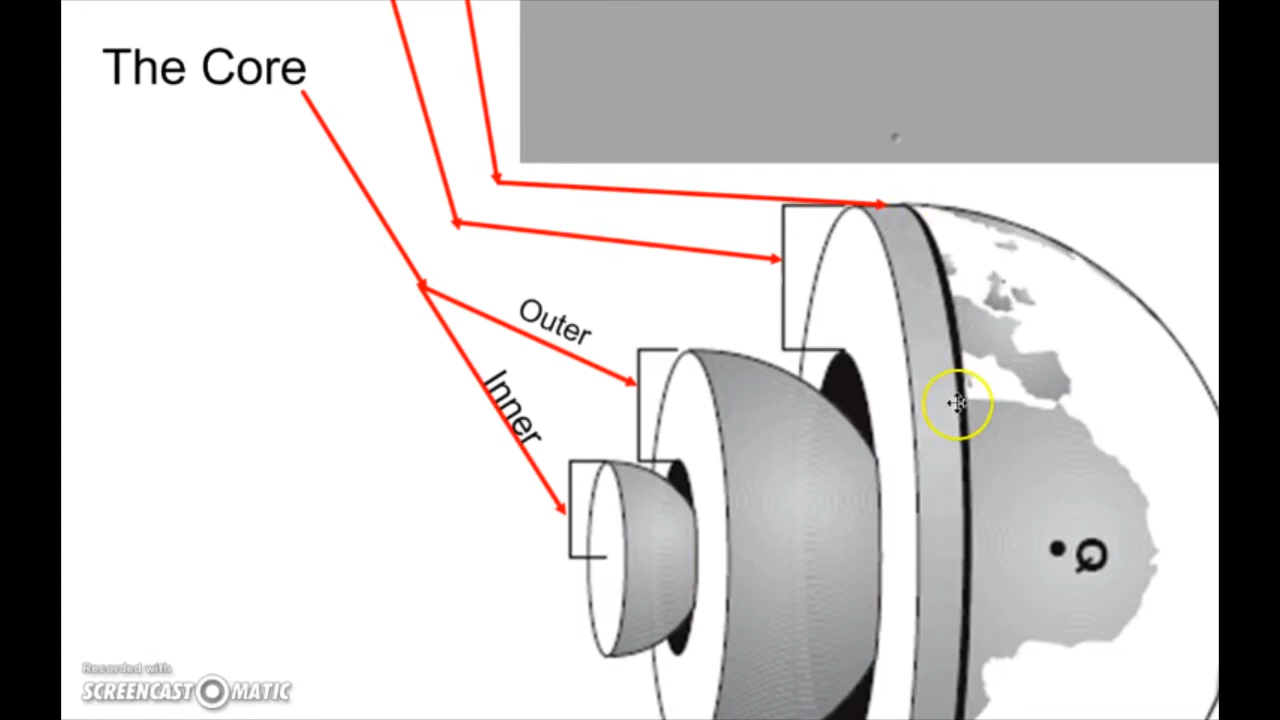 The Core
Outer
Inner
Q
Recorded with
SCREENCAST MATIC